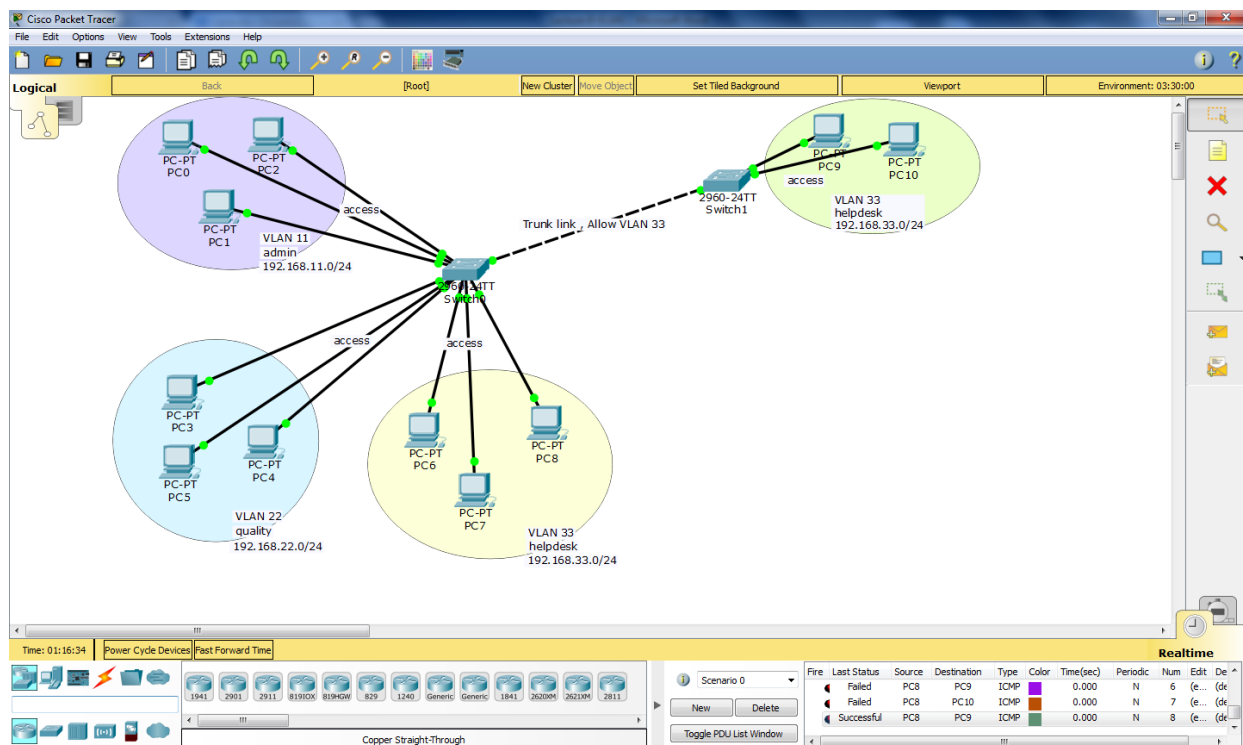 Cisco Packet Tracer
File Edit Options View Tools Extensions Help
Logical
Back
[Root]
New Cluster
Move Object
Set Tiled Background
Viewport
Environment: 03:30:00
PC-PT
PC0
PC-PT
PC2
PC-PT
PC1
access
VLAN 11
admin
192.168.11.0/24
Trunk link , Allow VLAN 33
2960-24TT
Switch1
access
PC-PT
PC9
PC-PT
PC10
VLAN 33
helpdesk
192.168.33.0/24
2960-24TT
Switch0
access
access
PC-PT
PC3
PC-PT
PC4
PC-PT
PC5
VLAN 22
quality
192.168.22.0/24
PC-PT
PC6
PC-PT
PC8
PC-PT
PC7
VLAN 33
helpdesk
192.168.33.0/24
Time: 01:16:34
Power Cycle Devices
Fast Forward Time
Realtime
1941 2901 2911 819IOX 819HGW 829 1240 Generic Generic 1841 2620XM 2621XM 2811
Copper Straight-Through
Scenario 0
New
Delete
Toggle PDU List Window
Fire Last Status Source Destination Type Color Time(sec) Periodic Num Edit De
Failed PC8 PC9 ICMP 0.000 N 6 (e... (de
Failed PC8 PC10 ICMP 0.000 N 7 (e... (de
Successful PC8 PC9 ICMP 0.000 N 8 (e... (de